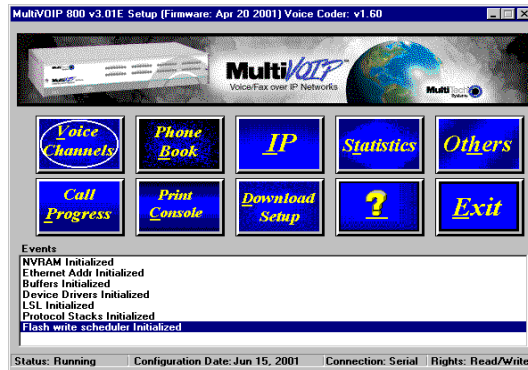 MultiVOIP 800 v3.01E Setup (Firmware: Apr 20 2001) Voice Coder: v1.60
MultiVOIP
Voice/Fax over IP Networks
MultiTech
Systems
Voice Channels
Phone Book
IP
Statistics
Others
Call Progress
Print Console
Download Setup
?
Exit
Events
NVRAM Initialized
Ethernet Addr Initialized
Buffers Initialized
Device Drivers Initialized
LSL Initialized
Protocol Stacks Initialized
Flash write scheduler Initialized
Status: Running Configuration Date: Jun 15, 2001 Connection: Serial Rights: Read/Write